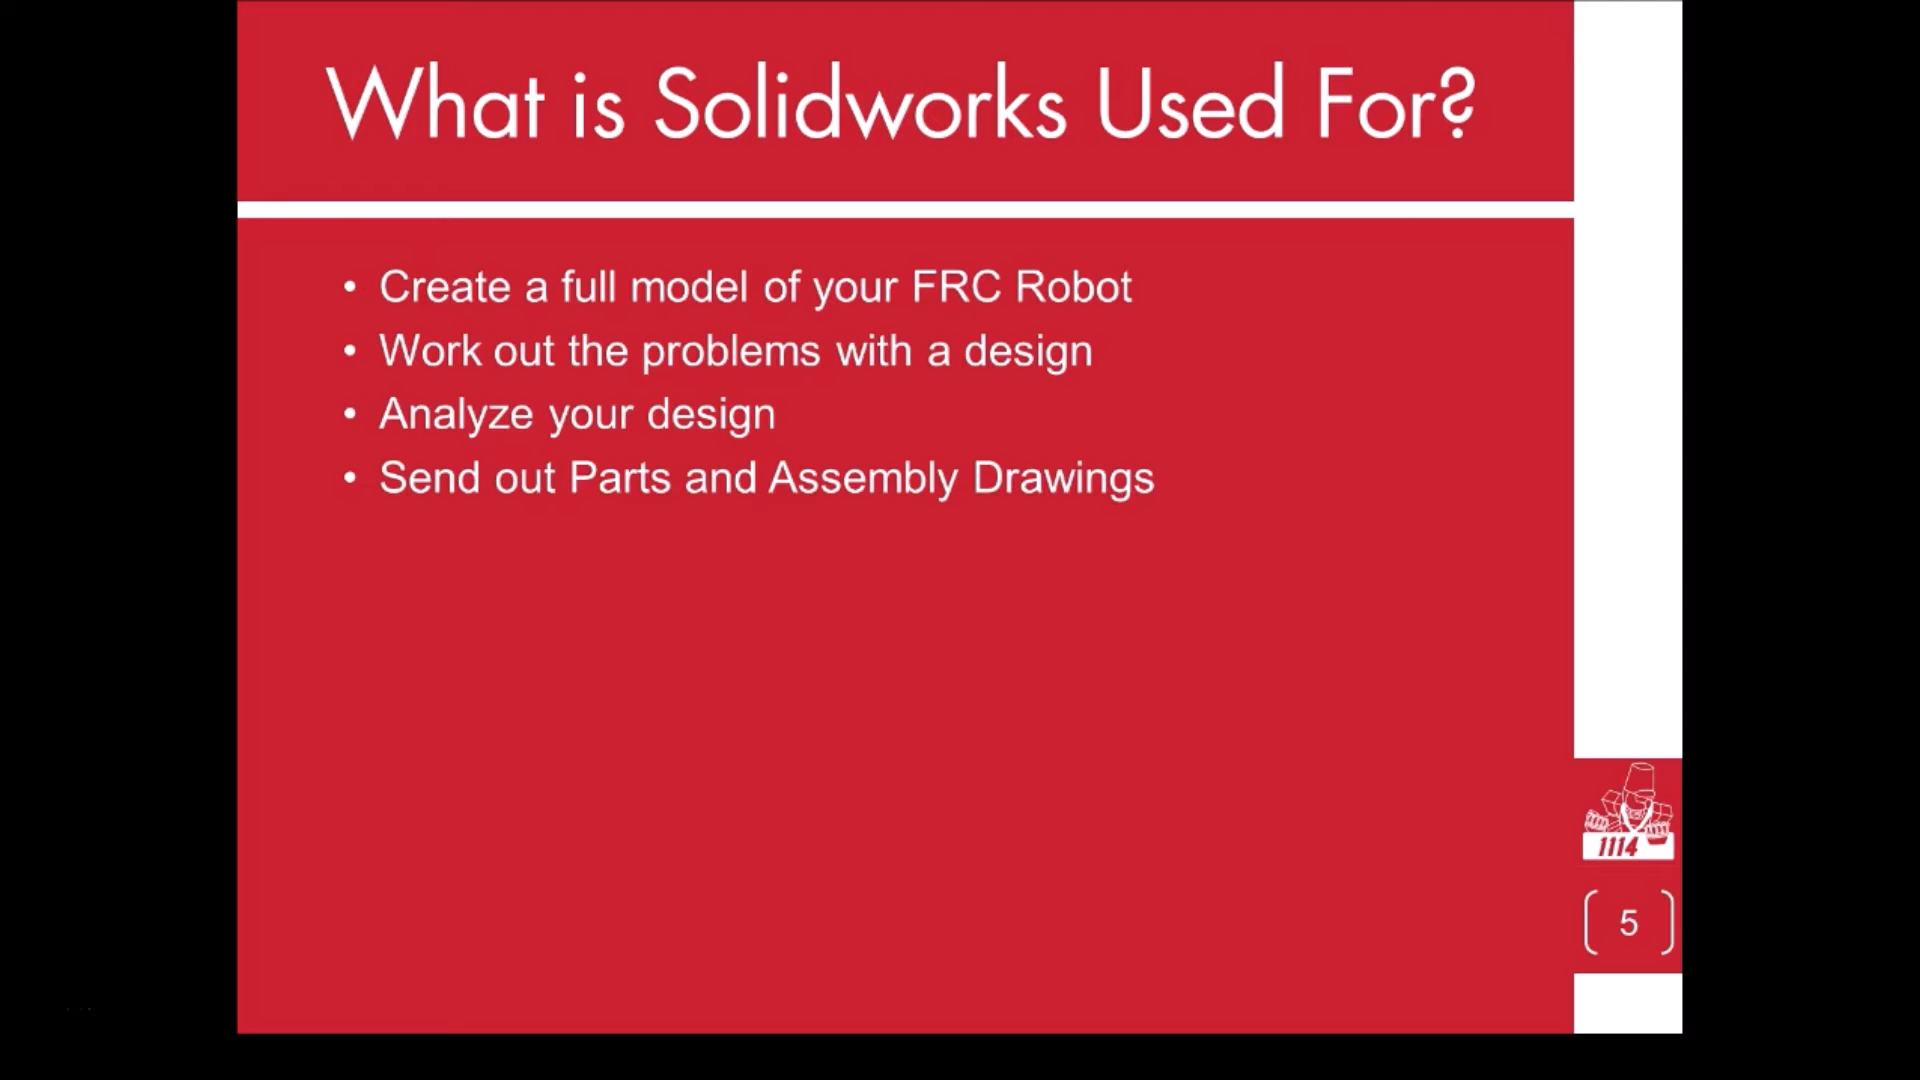 What is Solidworks Used For?
• Create a full model of your FRC Robot
• Work out the problems with a design
• Analyze your design
• Send out Parts and Assembly Drawings
1114
5